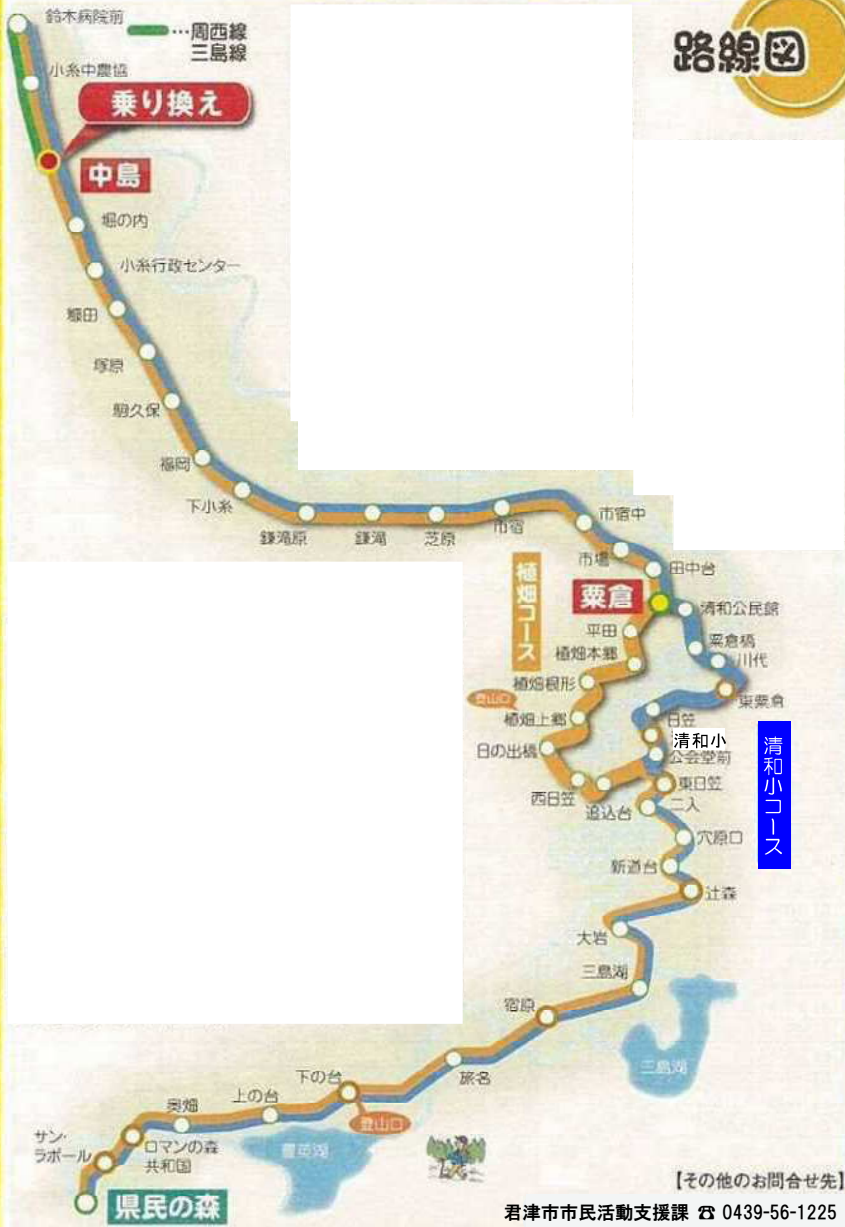 鈴木病院前
…周西線
三島線
路線図
小糸中農協
乗り換え
中島
堀の内
小糸行政センター
糠田
塚原
駒久保
福岡
下小糸
鎌滝原
鎌滝
芝原
市宿
市宿中
市場
田中台
植畑コース
粟倉
清和公民館
平田
粟倉橋
植畑本郷
川代
植畑根形
東粟倉
登山口
植畑上郷
日笠
清和小
日の出橋
公会堂前
清和小コース
東日笠
西日笠
追込台
二入
穴原口
新道台
辻森
大岩
三島湖
宿原
三島湖
旅名
下の台
上の台
奥畑
登山口
サン・
ラポール
ロマンの森
共和国
豊英湖
県民の森
【その他のお問合せ先】
君津市市民活動支援課 ☎ 0439-56-1225